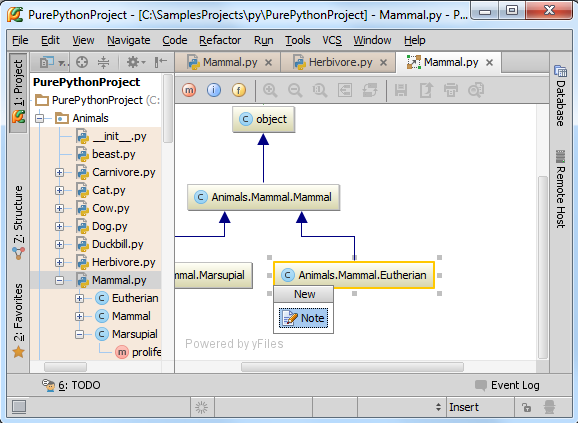 PurePythonProject - [C:\SamplesProjects\py\PurePythonProject] - Mammal.py - P...
File Edit View Navigate Code Refactor Run Tools VCS Window Help
Mammal.py Herbivore.py Mammal.py
1: Project
7: Structure
2: Favorites
PurePythonProject
PurePythonProject (C:
Animals
__init__.py
beast.py
Carnivore.py
Cat.py
Cow.py
Dog.py
Duckbill.py
Herbivore.py
Mammal.py
C Eutherian
C Mammal
C Marsupial
m prolife
m i f
C object
C Animals.Mammal.Mammal
mmal.Marsupial
C Animals.Mammal.Eutherian
New
Note
Powered by yFiles
Database
Remote Host
6: TODO
Event Log
Insert